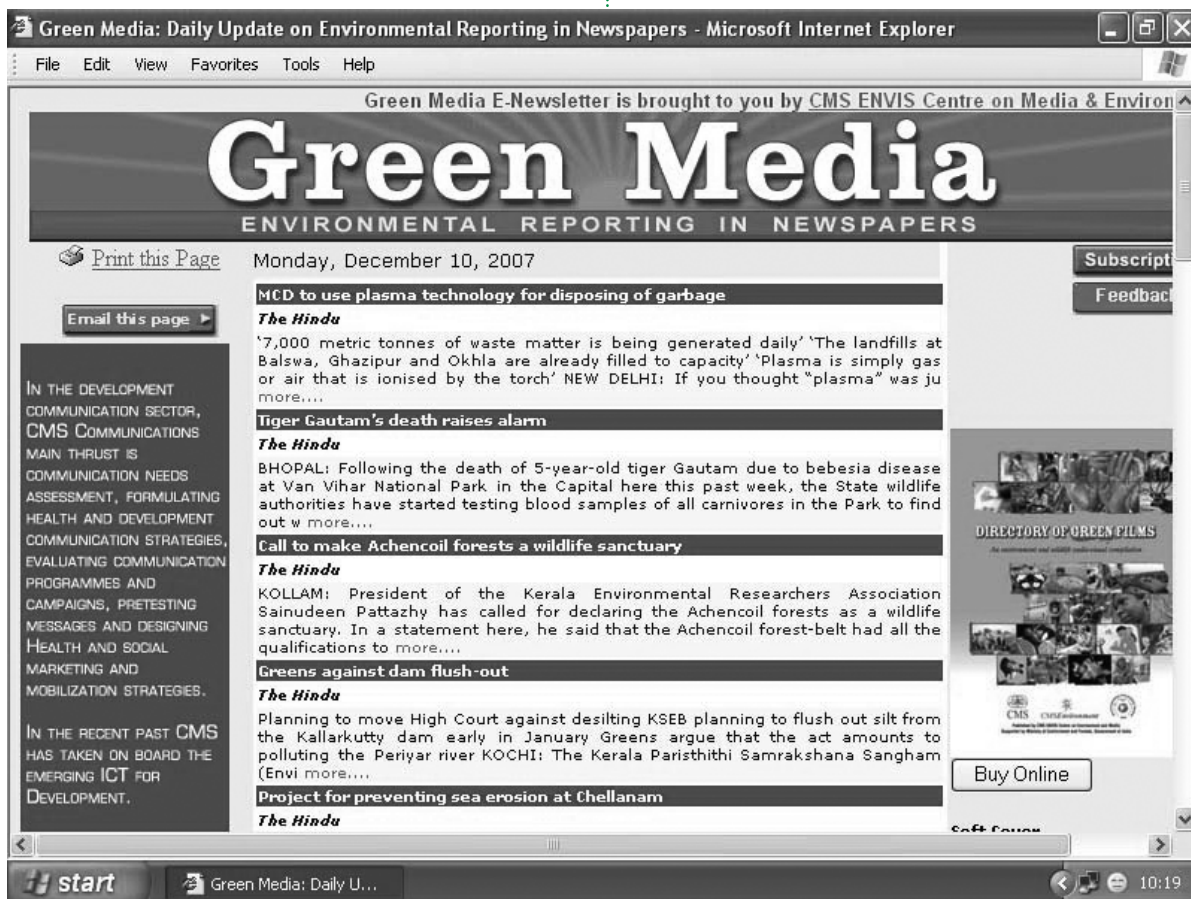 Green Media: Daily Update on Environmental Reporting in Newspapers - Microsoft Internet Explorer
File Edit View Favorites Tools Help
Green Media E-Newsletter is brought to you by CMS ENVIS Centre on Media & Environ
Green Media
ENVIRONMENTAL REPORTING IN NEWSPAPERS
Print this Page
Email this page
IN THE DEVELOPMENT
COMMUNICATION SECTOR,
CMS COMMUNICATIONS
MAIN THRUST IS
COMMUNICATION NEEDS
ASSESSMENT, FORMULATING
HEALTH AND DEVELOPMENT
COMMUNICATION STRATEGIES,
EVALUATING COMMUNICATION
PROGRAMMES AND
CAMPAIGNS, PRETESTING
MESSAGES AND DESIGNING
HEALTH AND SOCIAL
MARKETING AND
MOBILIZATION STRATEGIES.
IN THE RECENT PAST CMS
HAS TAKEN ON BOARD THE
EMERGING ICT FOR
DEVELOPMENT.
Monday, December 10, 2007
MCD to use plasma technology for disposing of garbage
The Hindu
‘7,000 metric tonnes of waste matter is being generated daily’ ‘The landfills at
Balswa, Ghazipur and Okhla are already filled to capacity’ ‘Plasma is simply gas
or air that is ionised by the torch’ NEW DELHI: If you thought “plasma” was ju
more....
Tiger Gautam’s death raises alarm
The Hindu
BHOPAL: Following the death of 5-year-old tiger Gautam due to bebesia disease
at Van Vihar National Park in the Capital here this past week, the State wildlife
authorities have started testing blood samples of all carnivores in the Park to find
out w more....
Call to make Achencoil forests a wildlife sanctuary
The Hindu
KOLLAM: President of the Kerala Environmental Researchers Association
Sainudeen Pattazhy has called for declaring the Achencoil forests as a wildlife
sanctuary. In a statement here, he said that the Achencoil forest-belt had all the
qualifications to more....
Greens against dam flush-out
The Hindu
Planning to move High Court against desilting KSEB planning to flush out silt from
the Kallarkutty dam early in January Greens argue that the act amounts to
polluting the Periyar river KOCHI: The Kerala Paristhithi Samrakshana Sangham
(Envi more....
Project for preventing sea erosion at Chellanam
The Hindu
Subscripti
Feedbac
DIRECTORY OF GREEN FILMS
An environment and wildlife audio-visual compilation
CMS
CMS Environment
Buy Online
Soft Cover
start
Green Media: Daily U...
10:19